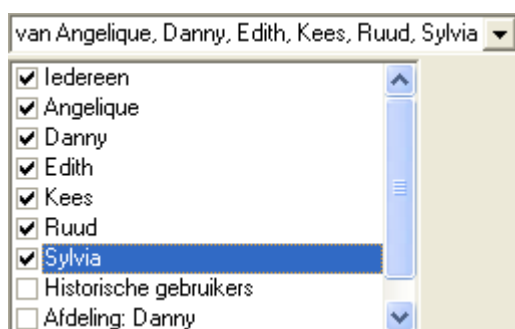 van Angelique, Danny, Edith, Kees, Ruud, Sylvia
Iedereen
Angelique
Danny
Edith
Kees
Ruud
Sylvia
Historische gebruikers
Afdeling: Danny